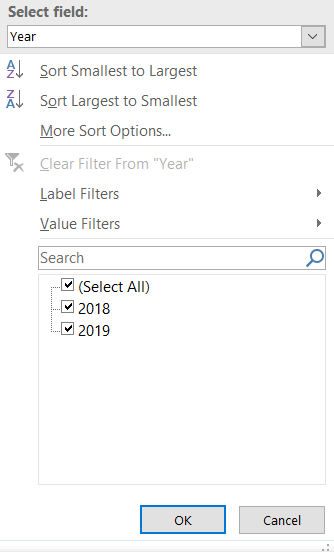 Select field:
Year
Sort Smallest to Largest
Sort Largest to Smallest
More Sort Options...
Clear Filter From "Year"
Label Filters
Value Filters
Search
(Select All)
2018
2019
OK Cancel